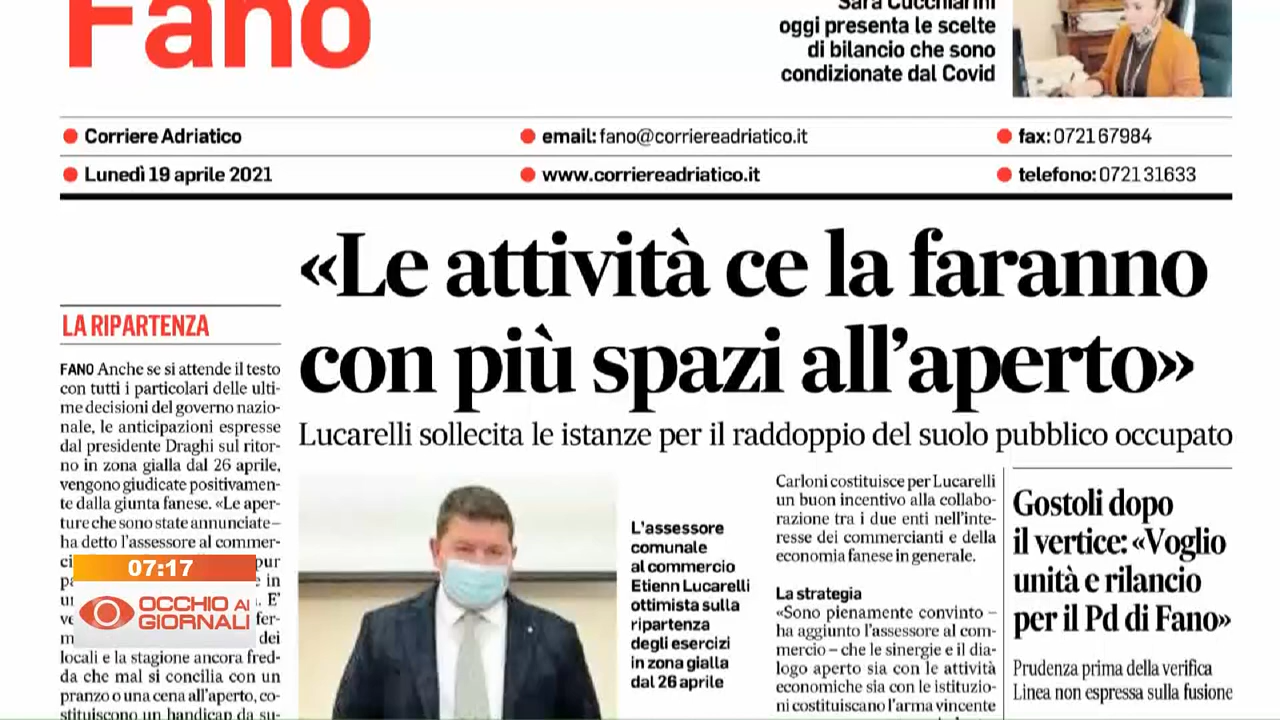 Fano
Sara Cucchiarini
oggi presenta le scelte
di bilancio che sono
condizionate dal Covid
Corriere Adriatico
email: fano@corriereadriatico.it
fax: 0721 67984
Lunedì 19 aprile 2021
www.corriereadriatico.it
telefono: 0721 31633
«Le attività ce la faranno
con più spazi all'aperto»
Lucarelli sollecita le istanze per il raddoppio del suolo pubblico occupato
LA RIPARTENZA
FANO Anche se si attende il testo
con tutti i particolari delle ulti-
me decisioni del governo nazio-
nale, le anticipazioni espresse
dal presidente Draghi sul ritor-
no in zona gialla dal 26 aprile,
vengono giudicate positivamen-
te dalla giunta fanese. «Le aper-
ture che sono state annunciate –
ha detto l'assessore al commer-
locali e la stagione ancora fred-
da che mal si concilia con un
pranzo o una cena all'aperto, co-
stituiscono un handicap da su-
07:17
OCCHIO AI
GIORNALI
L'assessore
comunale
al commercio
Etienn Lucarelli
ottimista sulla
ripartenza
degli esercizi
in zona gialla
dal 26 aprile
Carloni costituisce per Lucarelli
un buon incentivo alla collabo-
razione tra i due enti nell'inte-
resse dei commercianti e della
economia fanese in generale.
La strategia
«Sono pienamente convinto –
ha aggiunto l'assessore al com-
mercio – che le sinergie e il dia-
logo aperto sia con le attività
economiche sia con le istituzio-
ni costituiscano l'arma vincente
Gostoli dopo
il vertice: «Voglio
unità e rilancio
per il Pd di Fano»
Prudenza prima della verifica
Linea non espressa sulla fusione